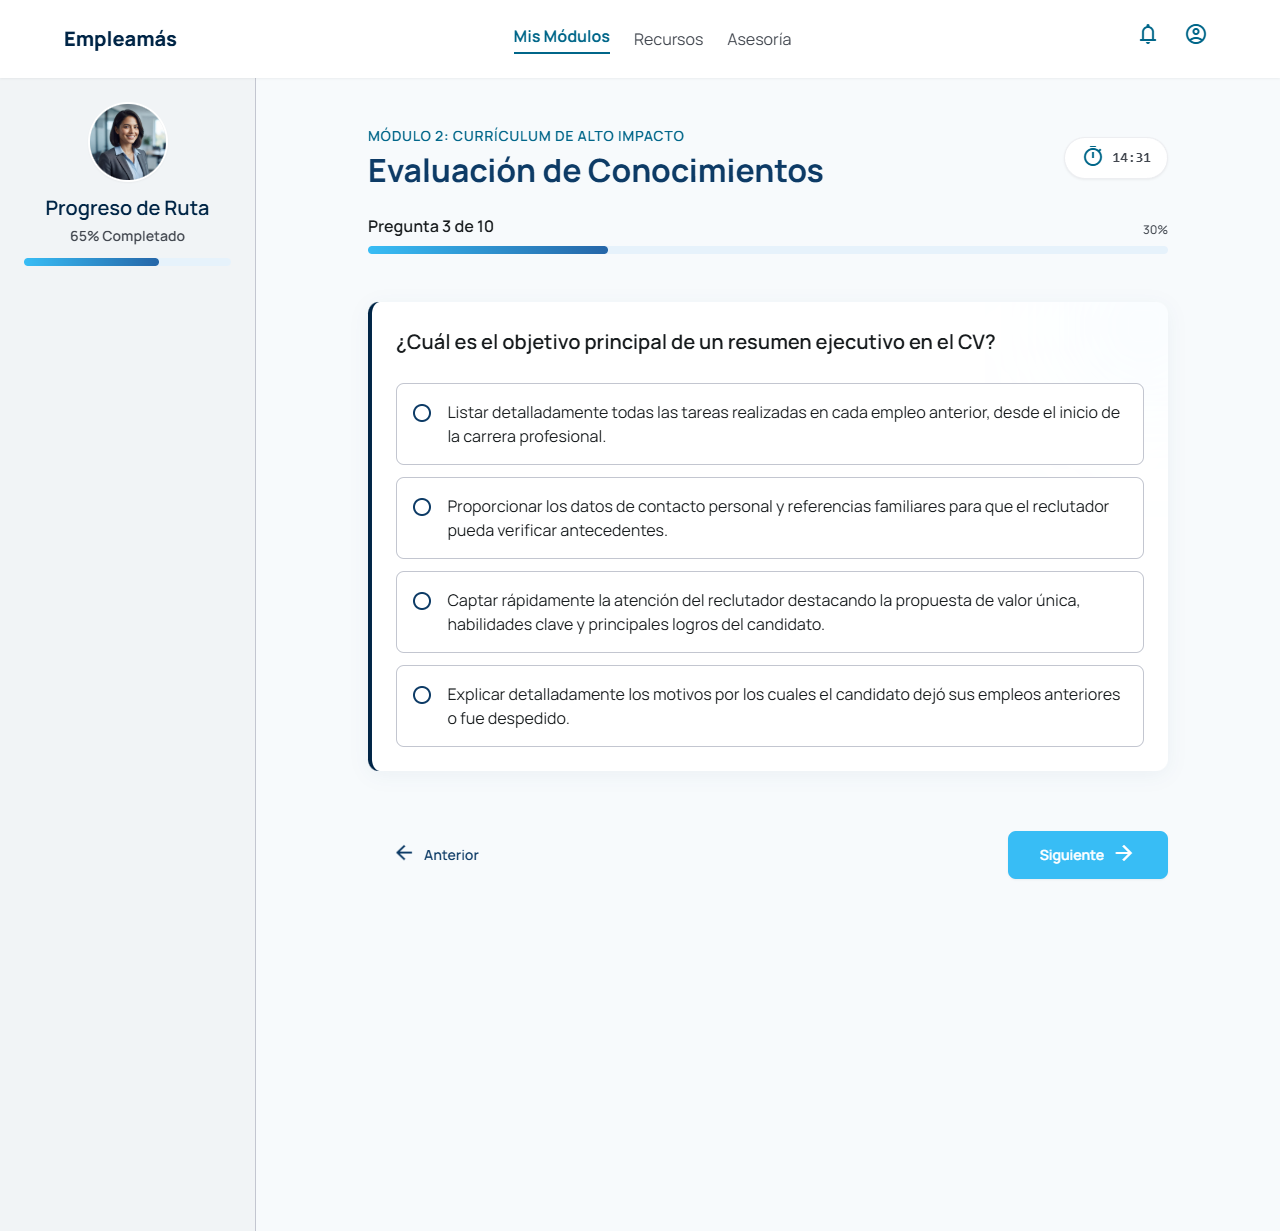 Empleamás
Mis Módulos
Recursos
Asesoría
Progreso de Ruta
65% Completado
MÓDULO 2: CURRÍCULUM DE ALTO IMPACTO
Evaluación de Conocimientos
14:31
Pregunta 3 de 10
30%
¿Cuál es el objetivo principal de un resumen ejecutivo en el CV?
Listar detalladamente todas las tareas realizadas en cada empleo anterior, desde el inicio de
la carrera profesional.
Proporcionar los datos de contacto personal y referencias familiares para que el reclutador
pueda verificar antecedentes.
Captar rápidamente la atención del reclutador destacando la propuesta de valor única,
habilidades clave y principales logros del candidato.
Explicar detalladamente los motivos por los cuales el candidato dejó sus empleos anteriores
o fue despedido.
Anterior
Siguiente